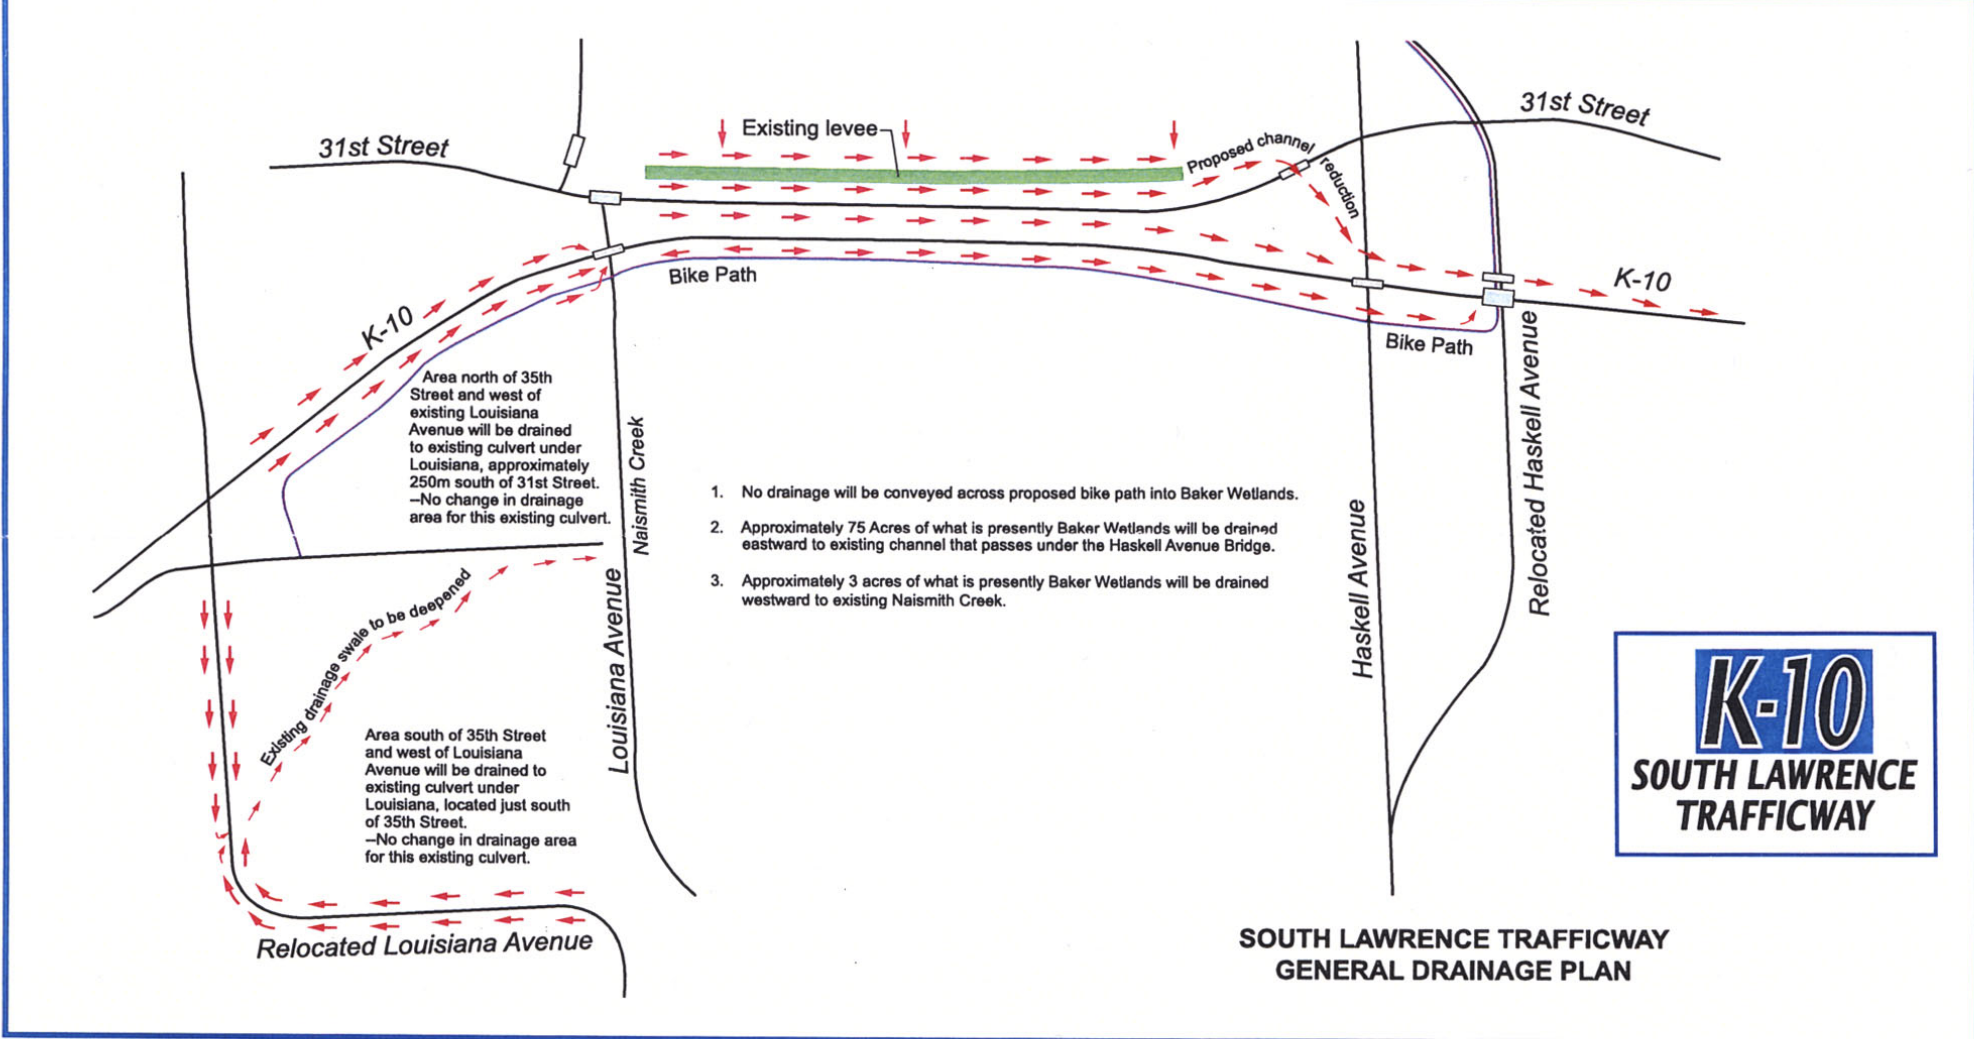 31st Street
Existing levee
Proposed channel
reduction
31st Street
K-10
Bike Path
K-10
Bike Path
Area north of 35th
Street and west of
existing Louisiana
Avenue will be drained
to existing culvert under
Louisiana, approximately
250m south of 31st Street.
--No change in drainage
area for this existing culvert.
Naismith Creek
Louisiana Avenue
1. No drainage will be conveyed across proposed bike path into Baker Wetlands.
2. Approximately 75 Acres of what is presently Baker Wetlands will be drained
eastward to existing channel that passes under the Haskell Avenue Bridge.
3. Approximately 3 acres of what is presently Baker Wetlands will be drained
westward to existing Naismith Creek.
Haskell Avenue
Relocated Haskell Avenue
Existing drainage swale to be deepened
Area south of 35th Street
and west of Louisiana
Avenue will be drained to
existing culvert under
Louisiana, located just south
of 35th Street.
--No change in drainage area
for this existing culvert.
Relocated Louisiana Avenue
K-10
SOUTH LAWRENCE
TRAFFICWAY
SOUTH LAWRENCE TRAFFICWAY
GENERAL DRAINAGE PLAN